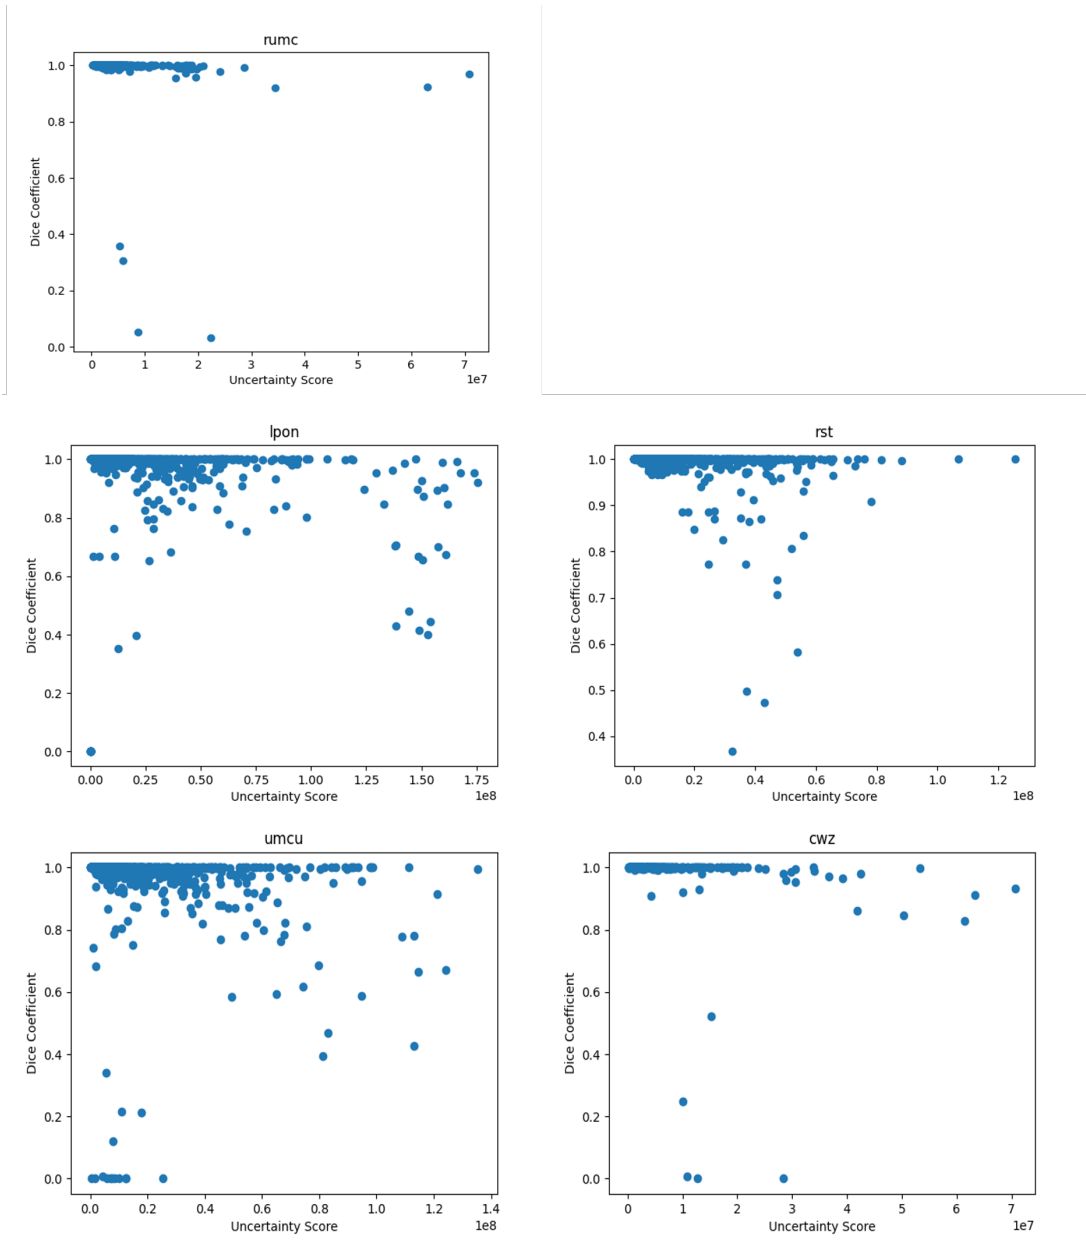 rumc
1.0
0.8
0.6
0.4
0.2
0.0
Dice Coefficient
0 1 2 3 4 5 6 7
Uncertainty Score
1e7
lpon
1.0
0.8
0.6
0.4
0.2
0.0
Dice Coefficient
0.00 0.25 0.50 0.75 1.00 1.25 1.50 1.75
Uncertainty Score
1e8
rst
1.0
0.9
0.8
0.7
0.6
0.5
0.4
Dice Coefficient
0.0 0.2 0.4 0.6 0.8 1.0 1.2
Uncertainty Score
1e8
umcu
1.0
0.8
0.6
0.4
0.2
0.0
Dice Coefficient
0.0 0.2 0.4 0.6 0.8 1.0 1.2 1.4
Uncertainty Score
1e8
cwz
1.0
0.8
0.6
0.4
0.2
0.0
Dice Coefficient
0 1 2 3 4 5 6 7
Uncertainty Score
1e7